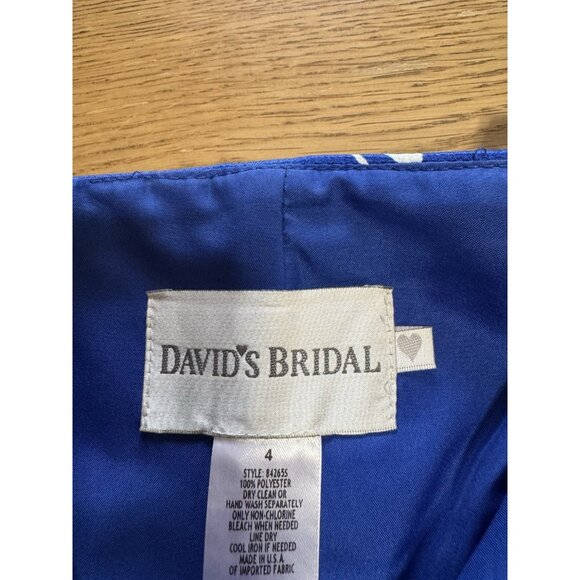 DAVID'S BRIDAL
4
STYLE: 84265S
100% POLYESTER
DRY CLEAN OR
HAND WASH SEPARATELY
ONLY NON-CHLORINE
BLEACH WHEN NEEDED
LINE DRY
COOL IRON IF NEEDED
MADE IN U.S.A
OF IMPORTED FABRIC